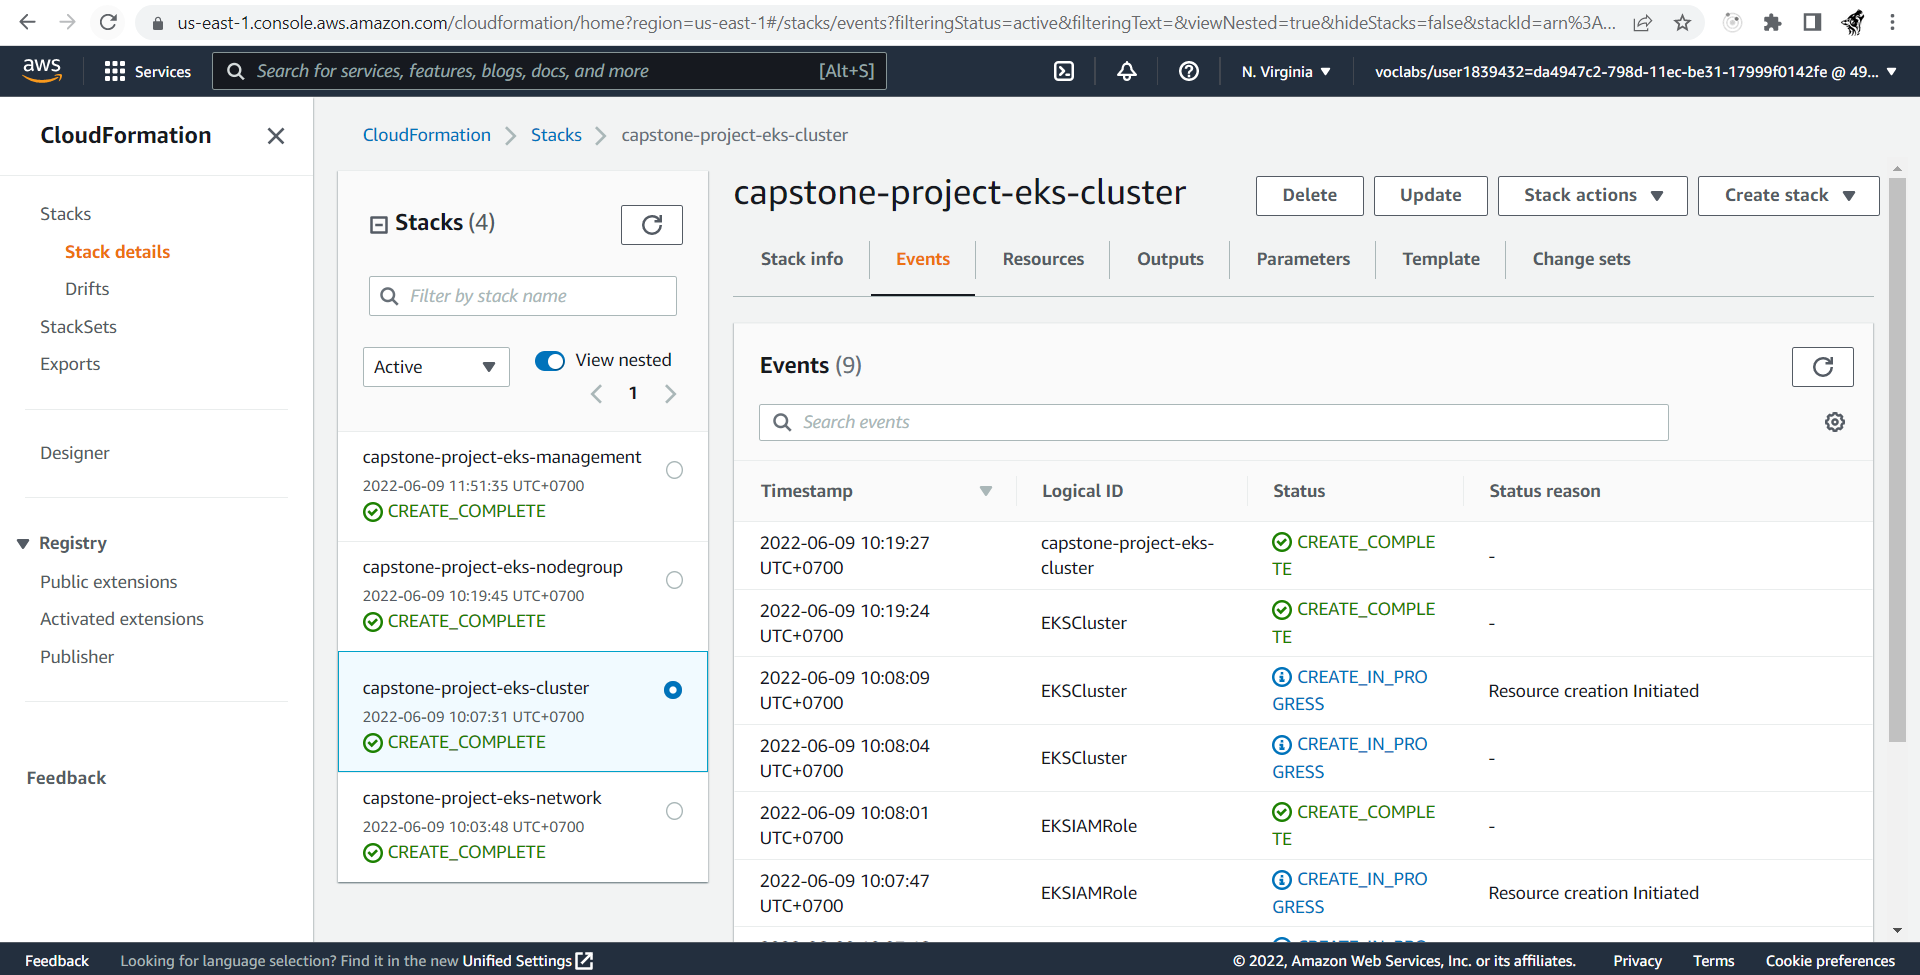 us-east-1.console.aws.amazon.com/cloudformation/home?region=us-east-1#/stacks/events?filteringStatus=active&filteringText=&viewNested=true&hideStacks=false&stackId=arn%3A...
aws
Services
Search for services, features, blogs, docs, and more
[Alt+S]
N. Virginia
voclabs/user1839432=da4947c2-798d-11ec-be31-17999f0142fe @ 49...
CloudFormation
Stacks
Stack details
Drifts
StackSets
Exports
Designer
Registry
Public extensions
Activated extensions
Publisher
Feedback
CloudFormation
Stacks
capstone-project-eks-cluster
Stacks (4)
Filter by stack name
Active
View nested
1
capstone-project-eks-management
2022-06-09 11:51:35 UTC+0700
CREATE_COMPLETE
capstone-project-eks-nodegroup
2022-06-09 10:19:45 UTC+0700
CREATE_COMPLETE
capstone-project-eks-cluster
2022-06-09 10:07:31 UTC+0700
CREATE_COMPLETE
capstone-project-eks-network
2022-06-09 10:03:48 UTC+0700
CREATE_COMPLETE
capstone-project-eks-cluster
Delete
Update
Stack actions
Create stack
Stack info
Events
Resources
Outputs
Parameters
Template
Change sets
Events (9)
Search events
Timestamp
Logical ID
Status
Status reason
2022-06-09 10:19:27
UTC+0700
capstone-project-eks-
cluster
CREATE_COMPLE
TE
-
2022-06-09 10:19:24
UTC+0700
EKSCluster
CREATE_COMPLE
TE
-
2022-06-09 10:08:09
UTC+0700
EKSCluster
CREATE_IN_PRO
GRESS
Resource creation Initiated
2022-06-09 10:08:04
UTC+0700
EKSCluster
CREATE_IN_PRO
GRESS
-
2022-06-09 10:08:01
UTC+0700
EKSIAMRole
CREATE_COMPLE
TE
-
2022-06-09 10:07:47
UTC+0700
EKSIAMRole
CREATE_IN_PRO
GRESS
Resource creation Initiated
Feedback
Looking for language selection? Find it in the new Unified Settings
© 2022, Amazon Web Services, Inc. or its affiliates.
Privacy
Terms
Cookie preferences